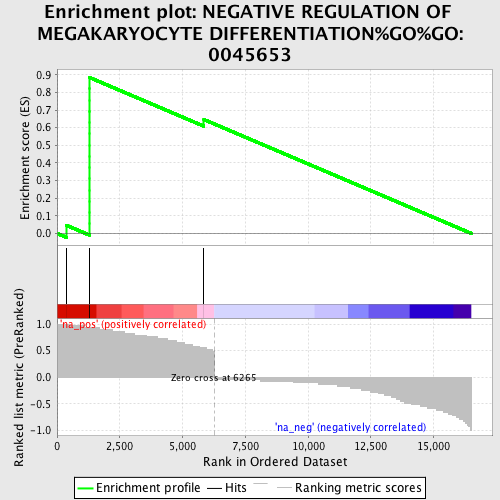 Enrichment plot: NEGATIVE REGULATION OF
MEGAKARYOCYTE DIFFERENTIATION%GO%GO:
0045653
Enrichment score (ES)
0.9
0.8
0.7
0.6
0.5
0.4
0.3
0.2
0.1
0.0
Ranked list metric (PreRanked)
1.0
0.5
0.0
-0.5
-1.0
'na_pos' (positively correlated)
Zero cross at 6265
'na_neg' (negatively correlated)
0 2,500 5,000 7,500 10,000 12,500 15,000
Rank in Ordered Dataset
Enrichment profile Hits Ranking metric scores